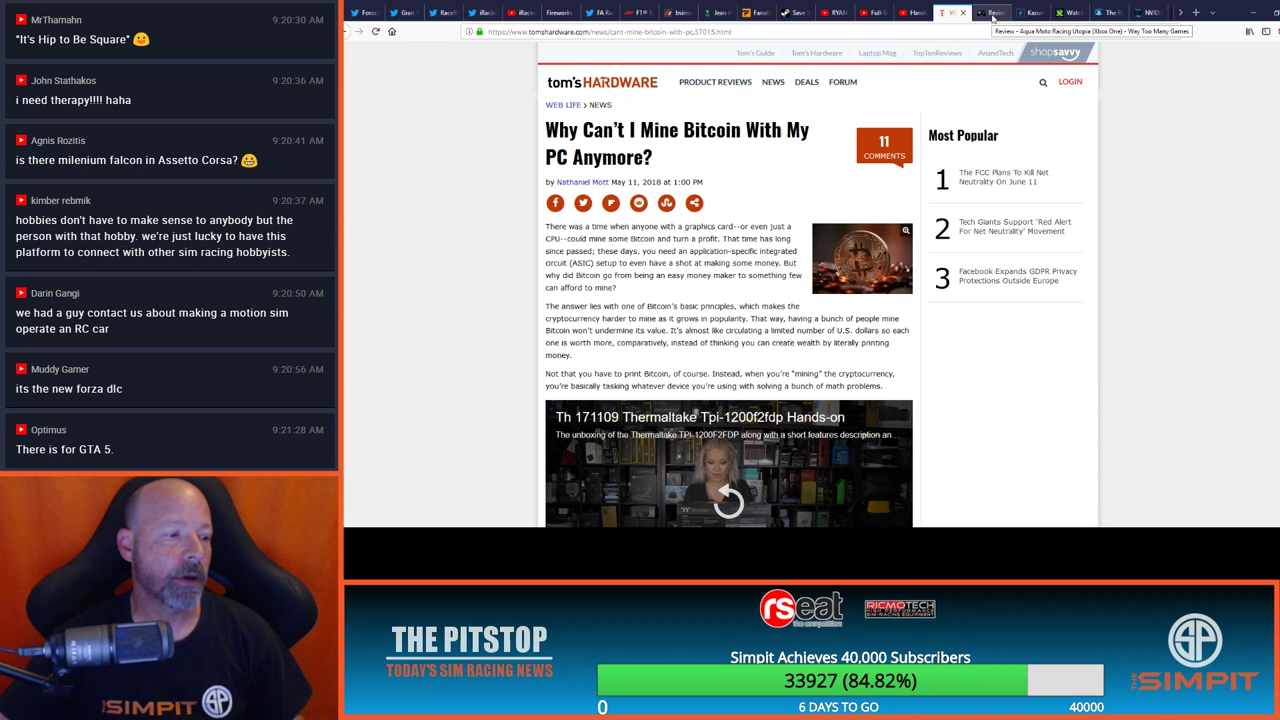 MrThamahn 9:20:30 AM
"It's Hip to Be Square"
John Stathakos 9:20:36 AM
i need therapy!!!! haha
Agnis Rozins 9:20:41 AM
is there milenium falcon in Assetto Corsa?
kimber rebnik 9:20:37 AM
hobbies don't have to make sense to anybody but the
person with that hobby. we're just lucky to have this
platform to connect with other sim racing hobbyists.
Darin Gangi 9:20:50 AM
working on a project using sfx100 making a motion sim
Muddy Gamer 9:20:56 AM
its the newra dlc
Optimus 9:21:28 AM
There is for GTA 5.
Review - Aqua Moto Racing Utopia (Xbox One) - Way Too Many Games
https://www.tomshardware.com/news/cant-mine-bitcoin-with-pc,37015.html
Tom's Guide Tom's Hardware Laptop Mag TopTenReviews AnandTech shopsavvy
tom'sHARDWARE PRODUCT REVIEWS NEWS DEALS FORUM LOGIN
WEB LIFE > NEWS
Why Can't I Mine Bitcoin With My
PC Anymore?
11
COMMENTS
by Nathaniel Mott May 11, 2018 at 1:00 PM
There was a time when anyone with a graphics card--or even just a
CPU--could mine some Bitcoin and turn a profit. That time has long
since passed; these days, you need an application-specific integrated
circuit (ASIC) setup to even have a shot at making some money. But
why did Bitcoin go from being an easy money maker to something few
can afford to mine?
The answer lies with one of Bitcoin's basic principles, which makes the
cryptocurrency harder to mine as it grows in popularity. That way, having a bunch of people mine
Bitcoin won't undermine its value. It's almost like circulating a limited number of U.S. dollars so each
one is worth more, comparatively, instead of thinking you can create wealth by literally printing
money.
Not that you have to print Bitcoin, of course. Instead, when you're "mining" the cryptocurrency,
you're basically tasking whatever device you're using with solving a bunch of math problems.
Th 171109 Thermaltake Tpi-1200f2fdp Hands-on
The unboxing of the Thermaltake TPI-1200F2FDP along with a short features description an...
Most Popular
1 The FCC Plans To Kill Net
Neutrality On June 11
2 Tech Giants Support 'Red Alert
For Net Neutrality' Movement
3 Facebook Expands GDPR Privacy
Protections Outside Europe
THE PITSTOP
TODAY'S SIM RACING NEWS
rseat
RICMOTECH
Simpit Achieves 40,000 Subscribers
33927 (84.82%)
0 6 DAYS TO GO 40000
SP
THE SIMPIT
SIMPIT